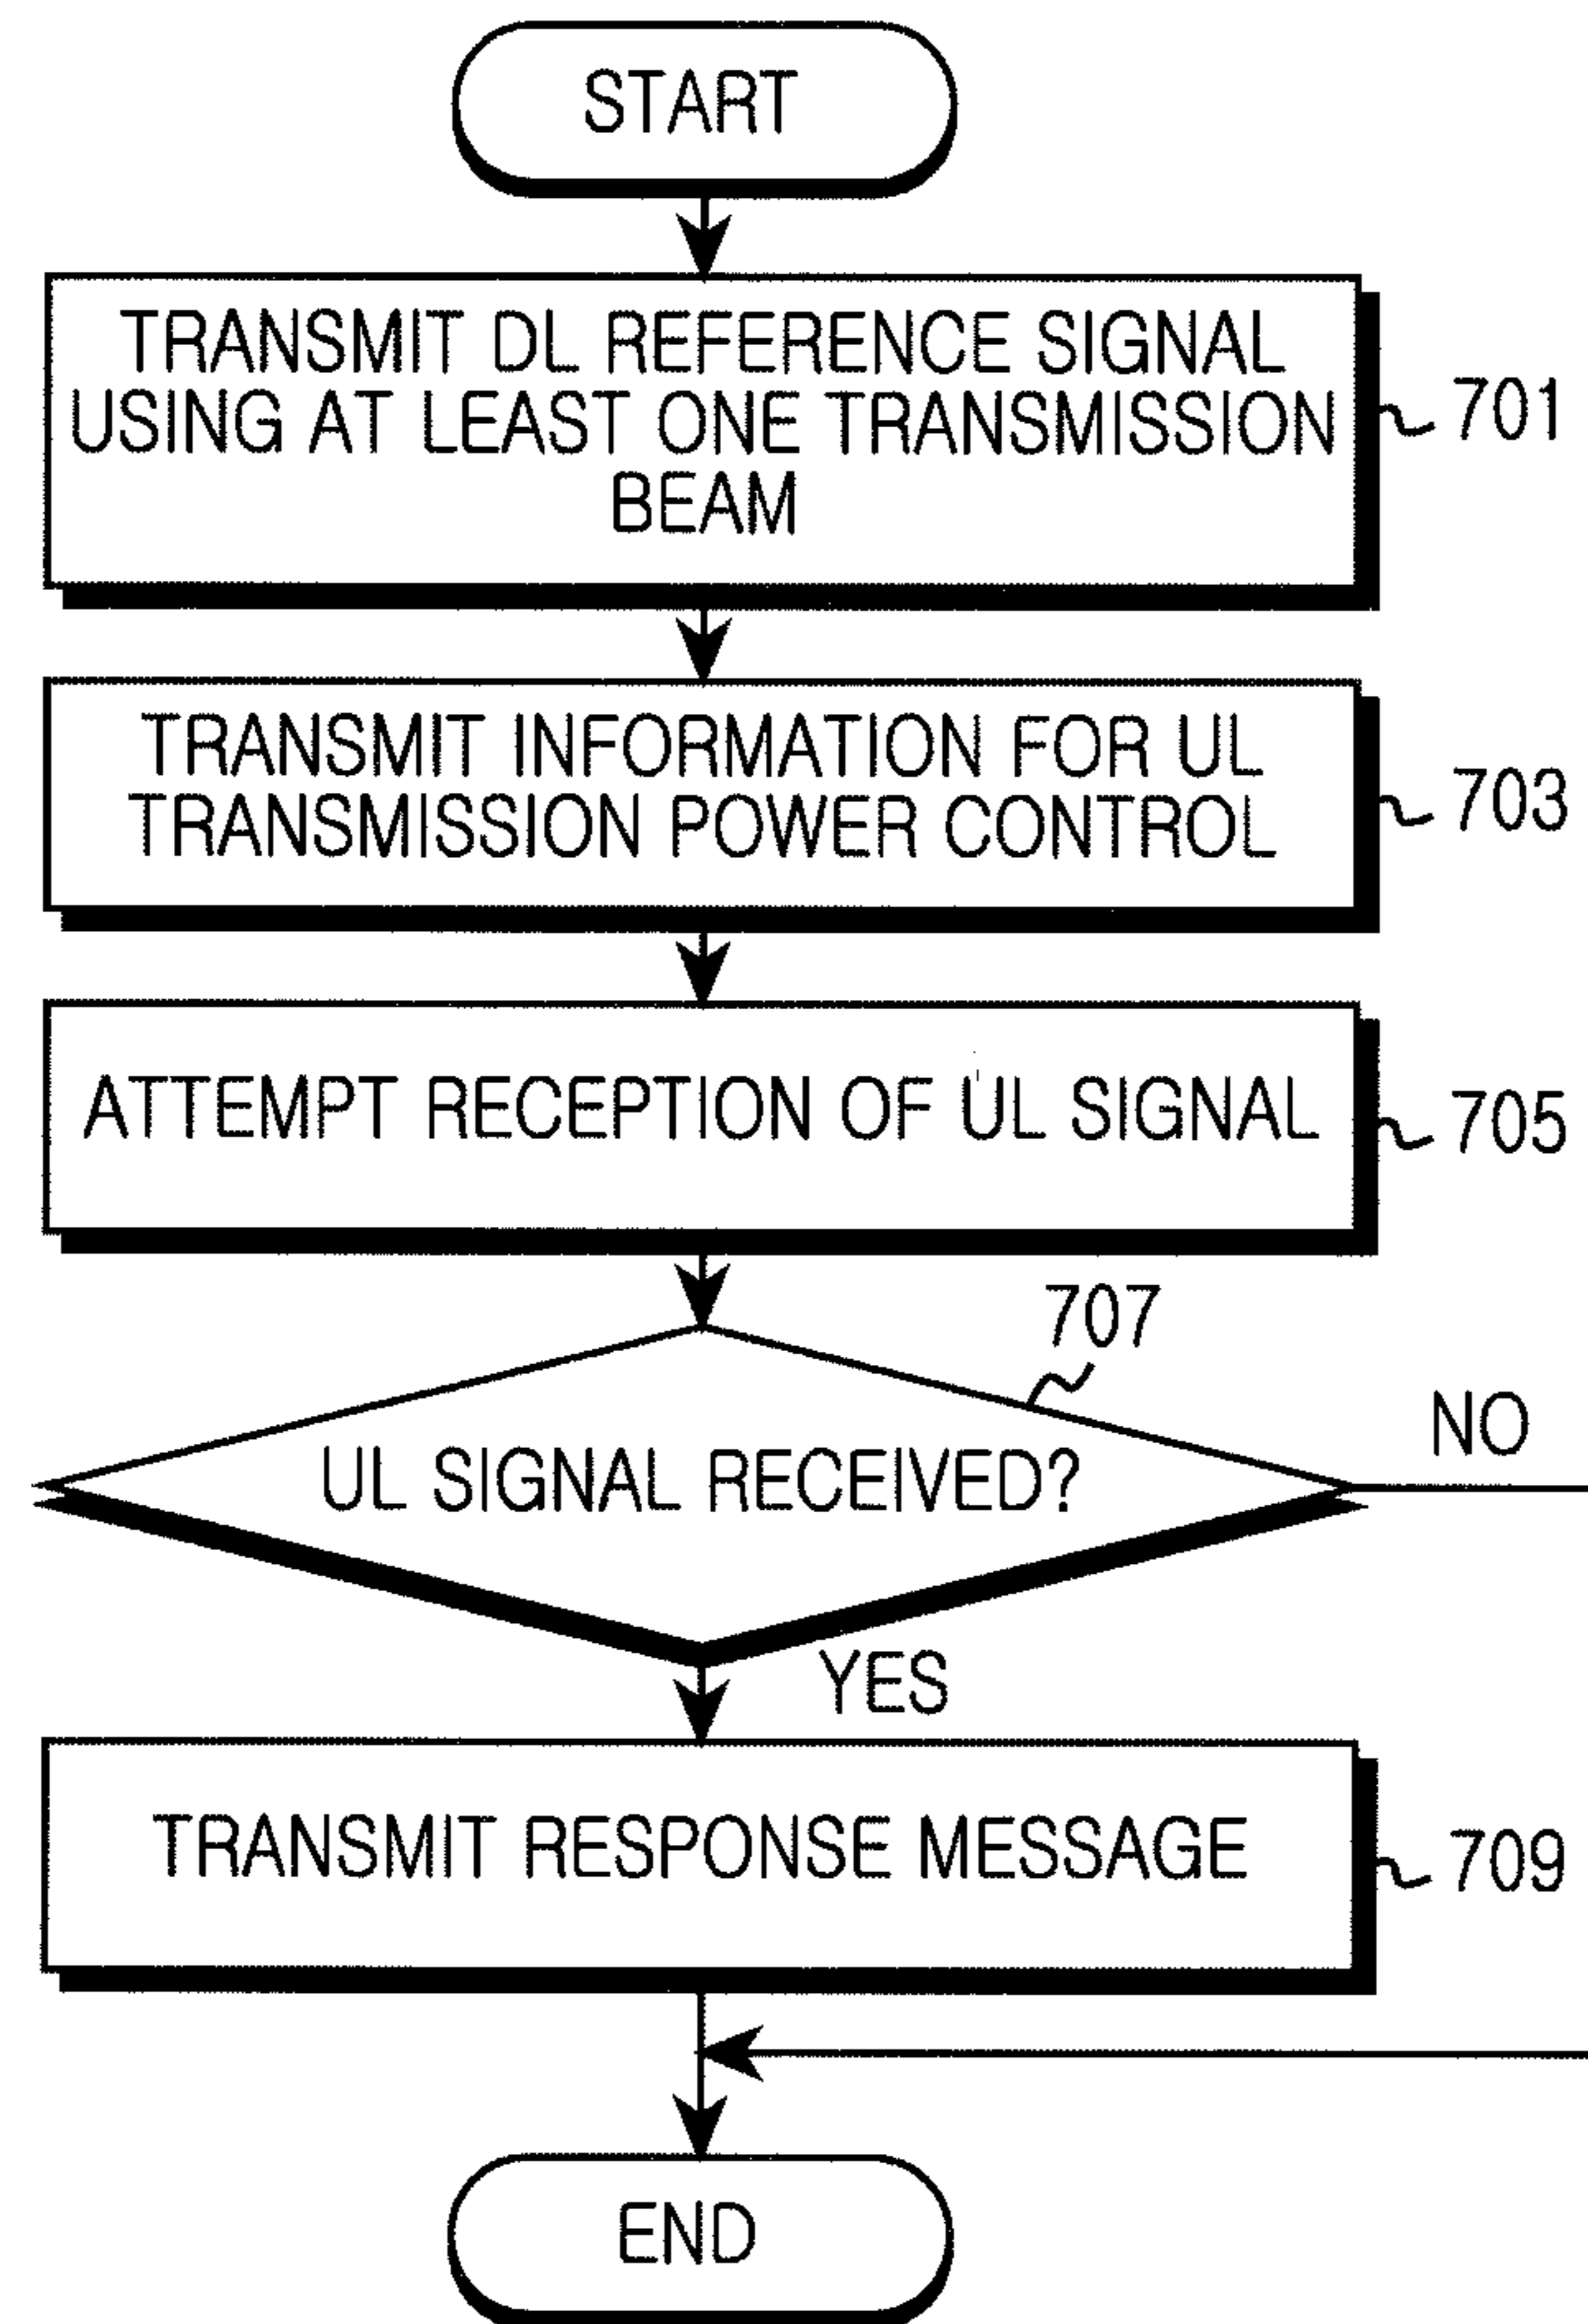 START
TRANSMIT DL REFERENCE SIGNAL
USING AT LEAST ONE TRANSMISSION
BEAM
701
TRANSMIT INFORMATION FOR UL
TRANSMISSION POWER CONTROL
703
ATTEMPT RECEPTION OF UL SIGNAL
705
707
UL SIGNAL RECEIVED?
NO
YES
TRANSMIT RESPONSE MESSAGE
709
END